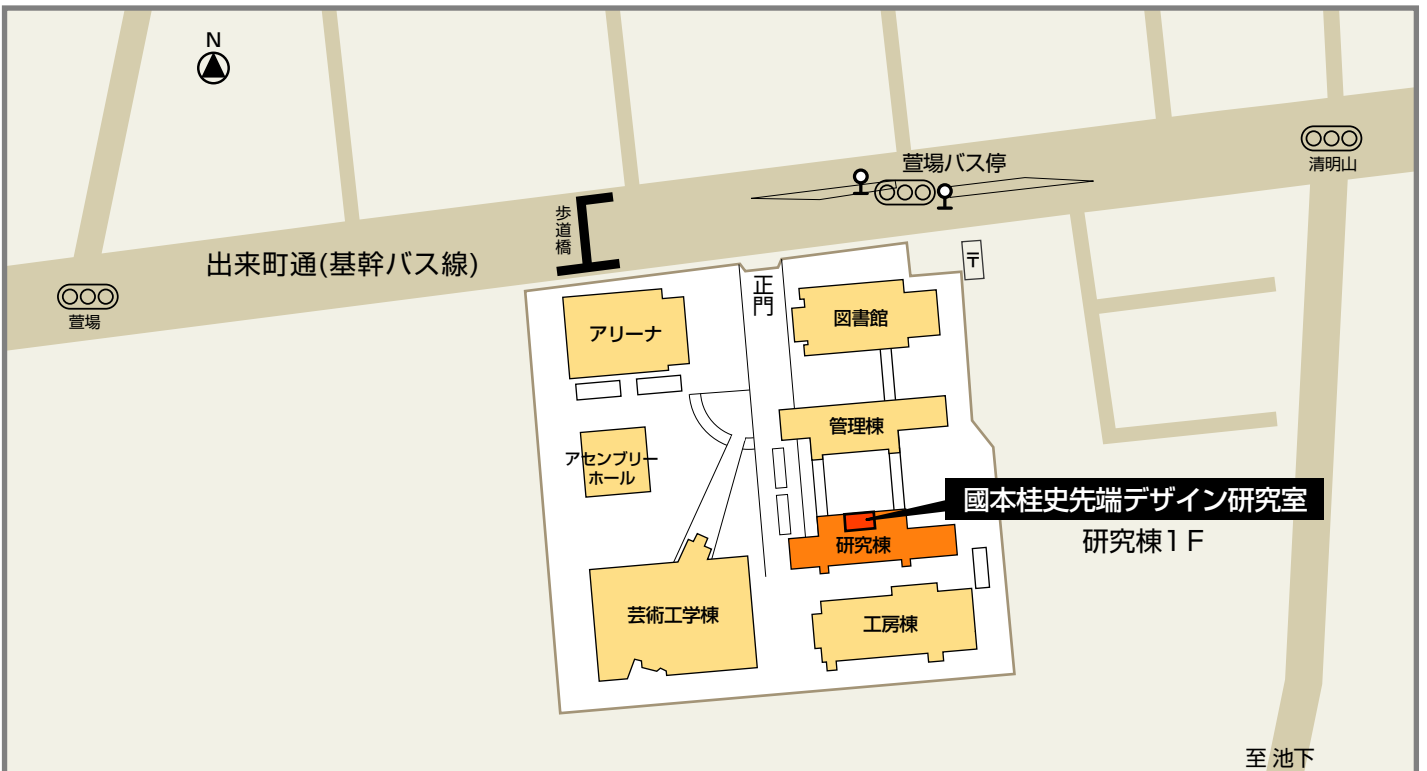 N
萱場バス停
清明山
歩道橋
出来町通(基幹バス線)
〒
萱場
正門
アリーナ
図書館
管理棟
アセンブリー
ホール
國本桂史先端デザイン研究室
研究棟1F
研究棟
芸術工学棟
工房棟
至 池下